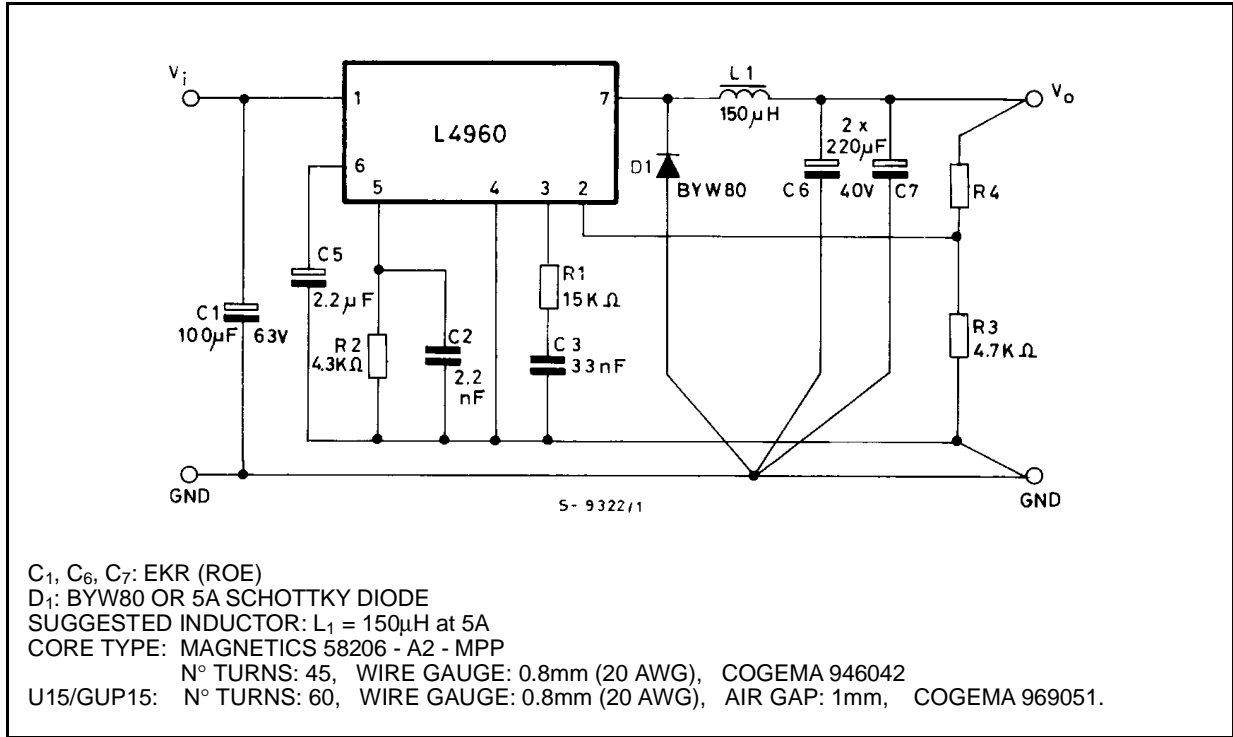 Vi
1
7
L4960
6
5
4
3
2
L1
150μH
Vo
2 x
220μF
D1
BYW80
C6
40V
C7
R4
C5
2.2μF
R1
15KΩ
C1
100μF
63V
R2
4.3KΩ
C2
2.2
nF
C3
33nF
R3
4.7KΩ
GND
GND
S-9322/1
C1, C6, C7: EKR (ROE)
D1: BYW80 OR 5A SCHOTTKY DIODE
SUGGESTED INDUCTOR: L1 = 150μH at 5A
CORE TYPE: MAGNETICS 58206 - A2 - MPP
N° TURNS: 45, WIRE GAUGE: 0.8mm (20 AWG), COGEMA 946042
U15/GUP15: N° TURNS: 60, WIRE GAUGE: 0.8mm (20 AWG), AIR GAP: 1mm, COGEMA 969051.